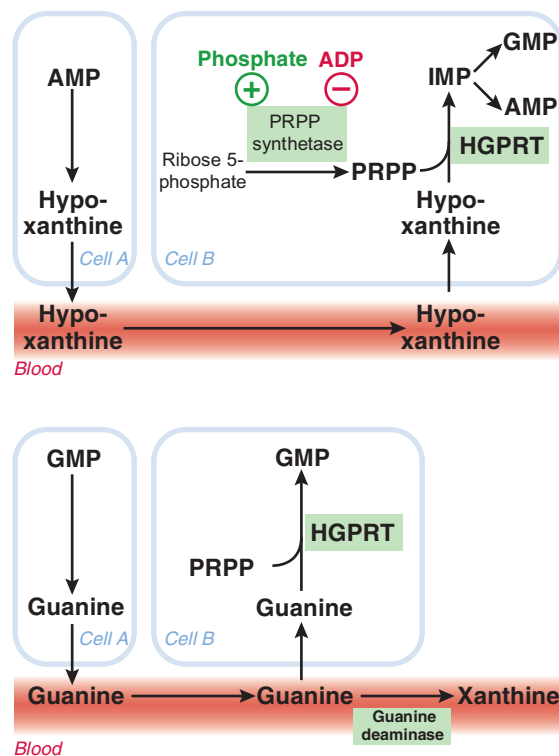 GMP
Phosphate
ADP
AMP
IMP
+
−
AMP
PRPP
synthetase
HGPRT
Ribose 5-
phosphate
PRPP
Hypo-
xanthine
Hypo-
xanthine
Cell A
Cell B
Hypo-
xanthine
Hypo-
xanthine
Blood
GMP
GMP
HGPRT
PRPP
Guanine
Guanine
Cell A
Cell B
Guanine
Guanine
Xanthine
Guanine
deaminase
Blood